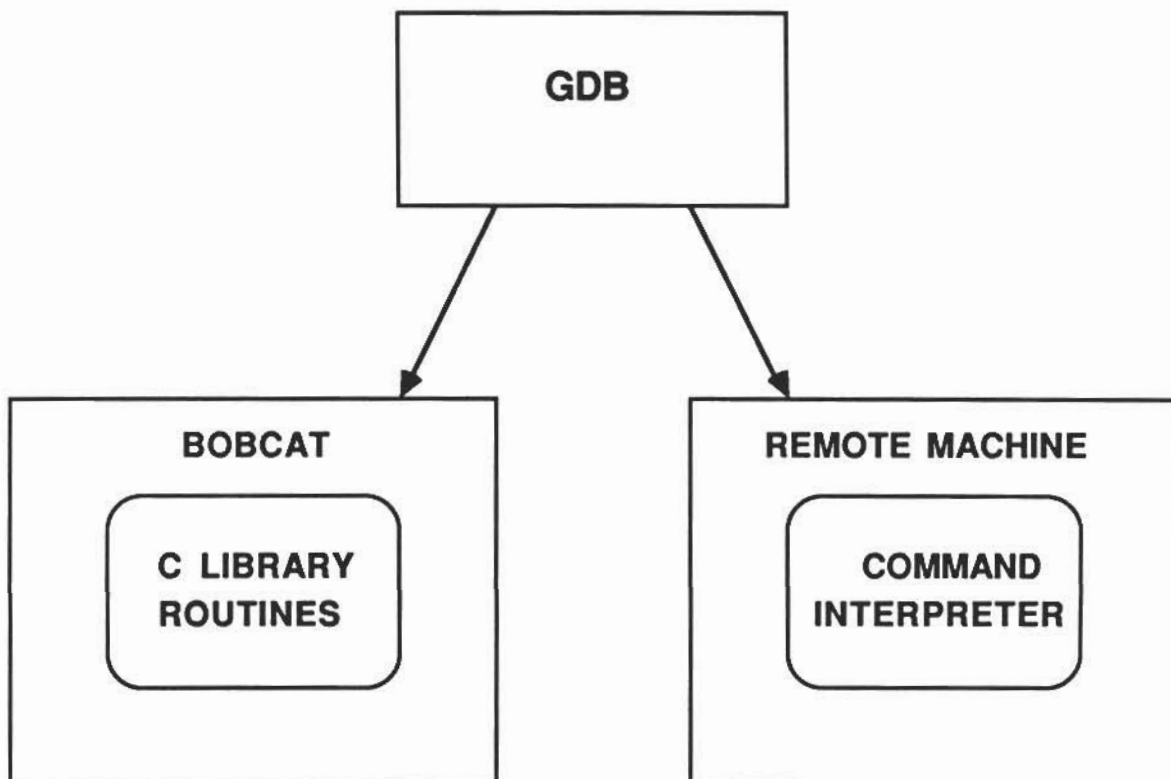 GDB
BOBCAT
C LIBRARY
ROUTINES
REMOTE MACHINE
COMMAND
INTERPRETER